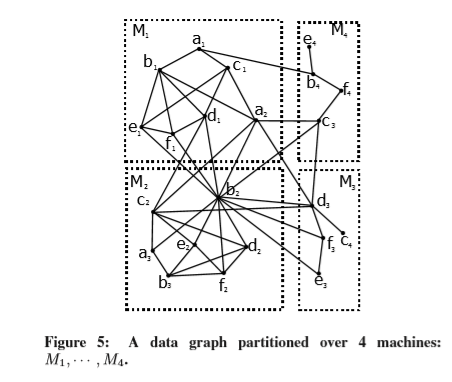 M₁
M₄
a₁
e₄
b₁
c₁
b₄
f₄
a₂
d₁
c₃
e₁
f₁
M₂
M₃
b₂
c₂
d₃
e₂
d₂
f₃
c₄
a₃
b₃
f₂
e₃
Figure 5: A data graph partitioned over 4 machines:
M₁, ··· , M₄.